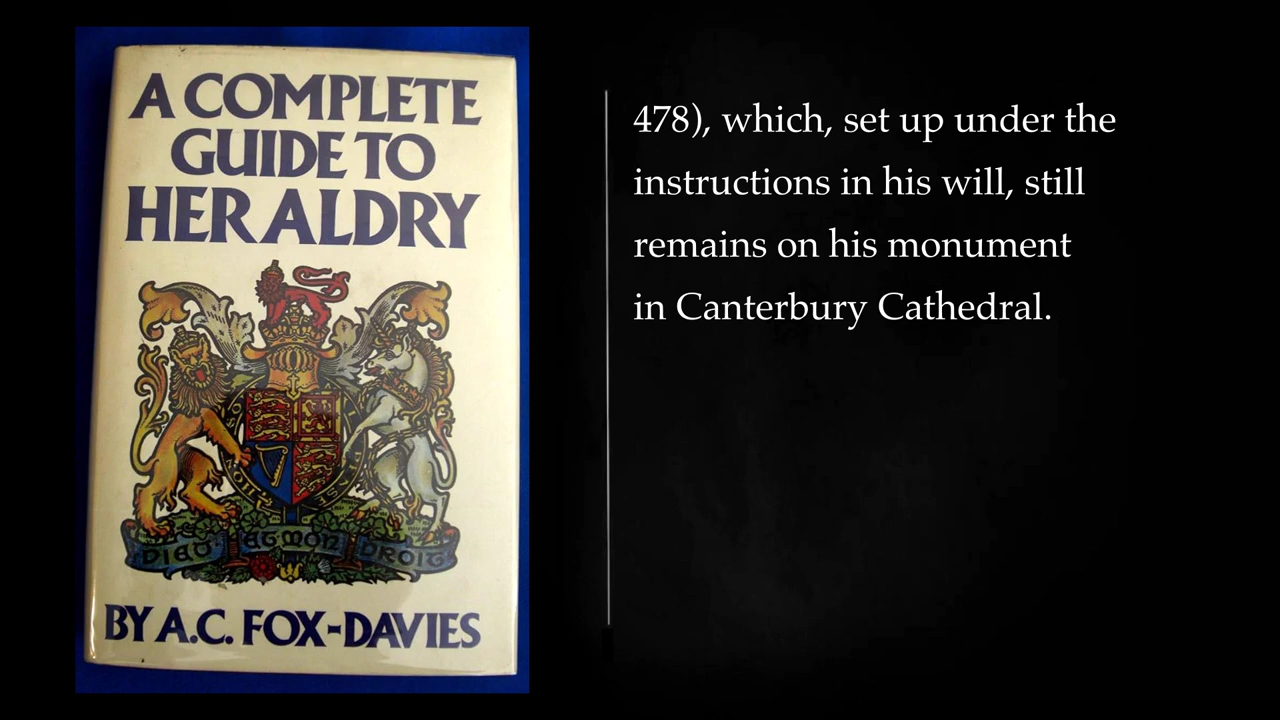 A COMPLETE
GUIDE TO
HERALDRY
DIEU ET MON DROIT
BY A.C. FOX-DAVIES
478), which, set up under the
instructions in his will, still
remains on his monument
in Canterbury Cathedral.